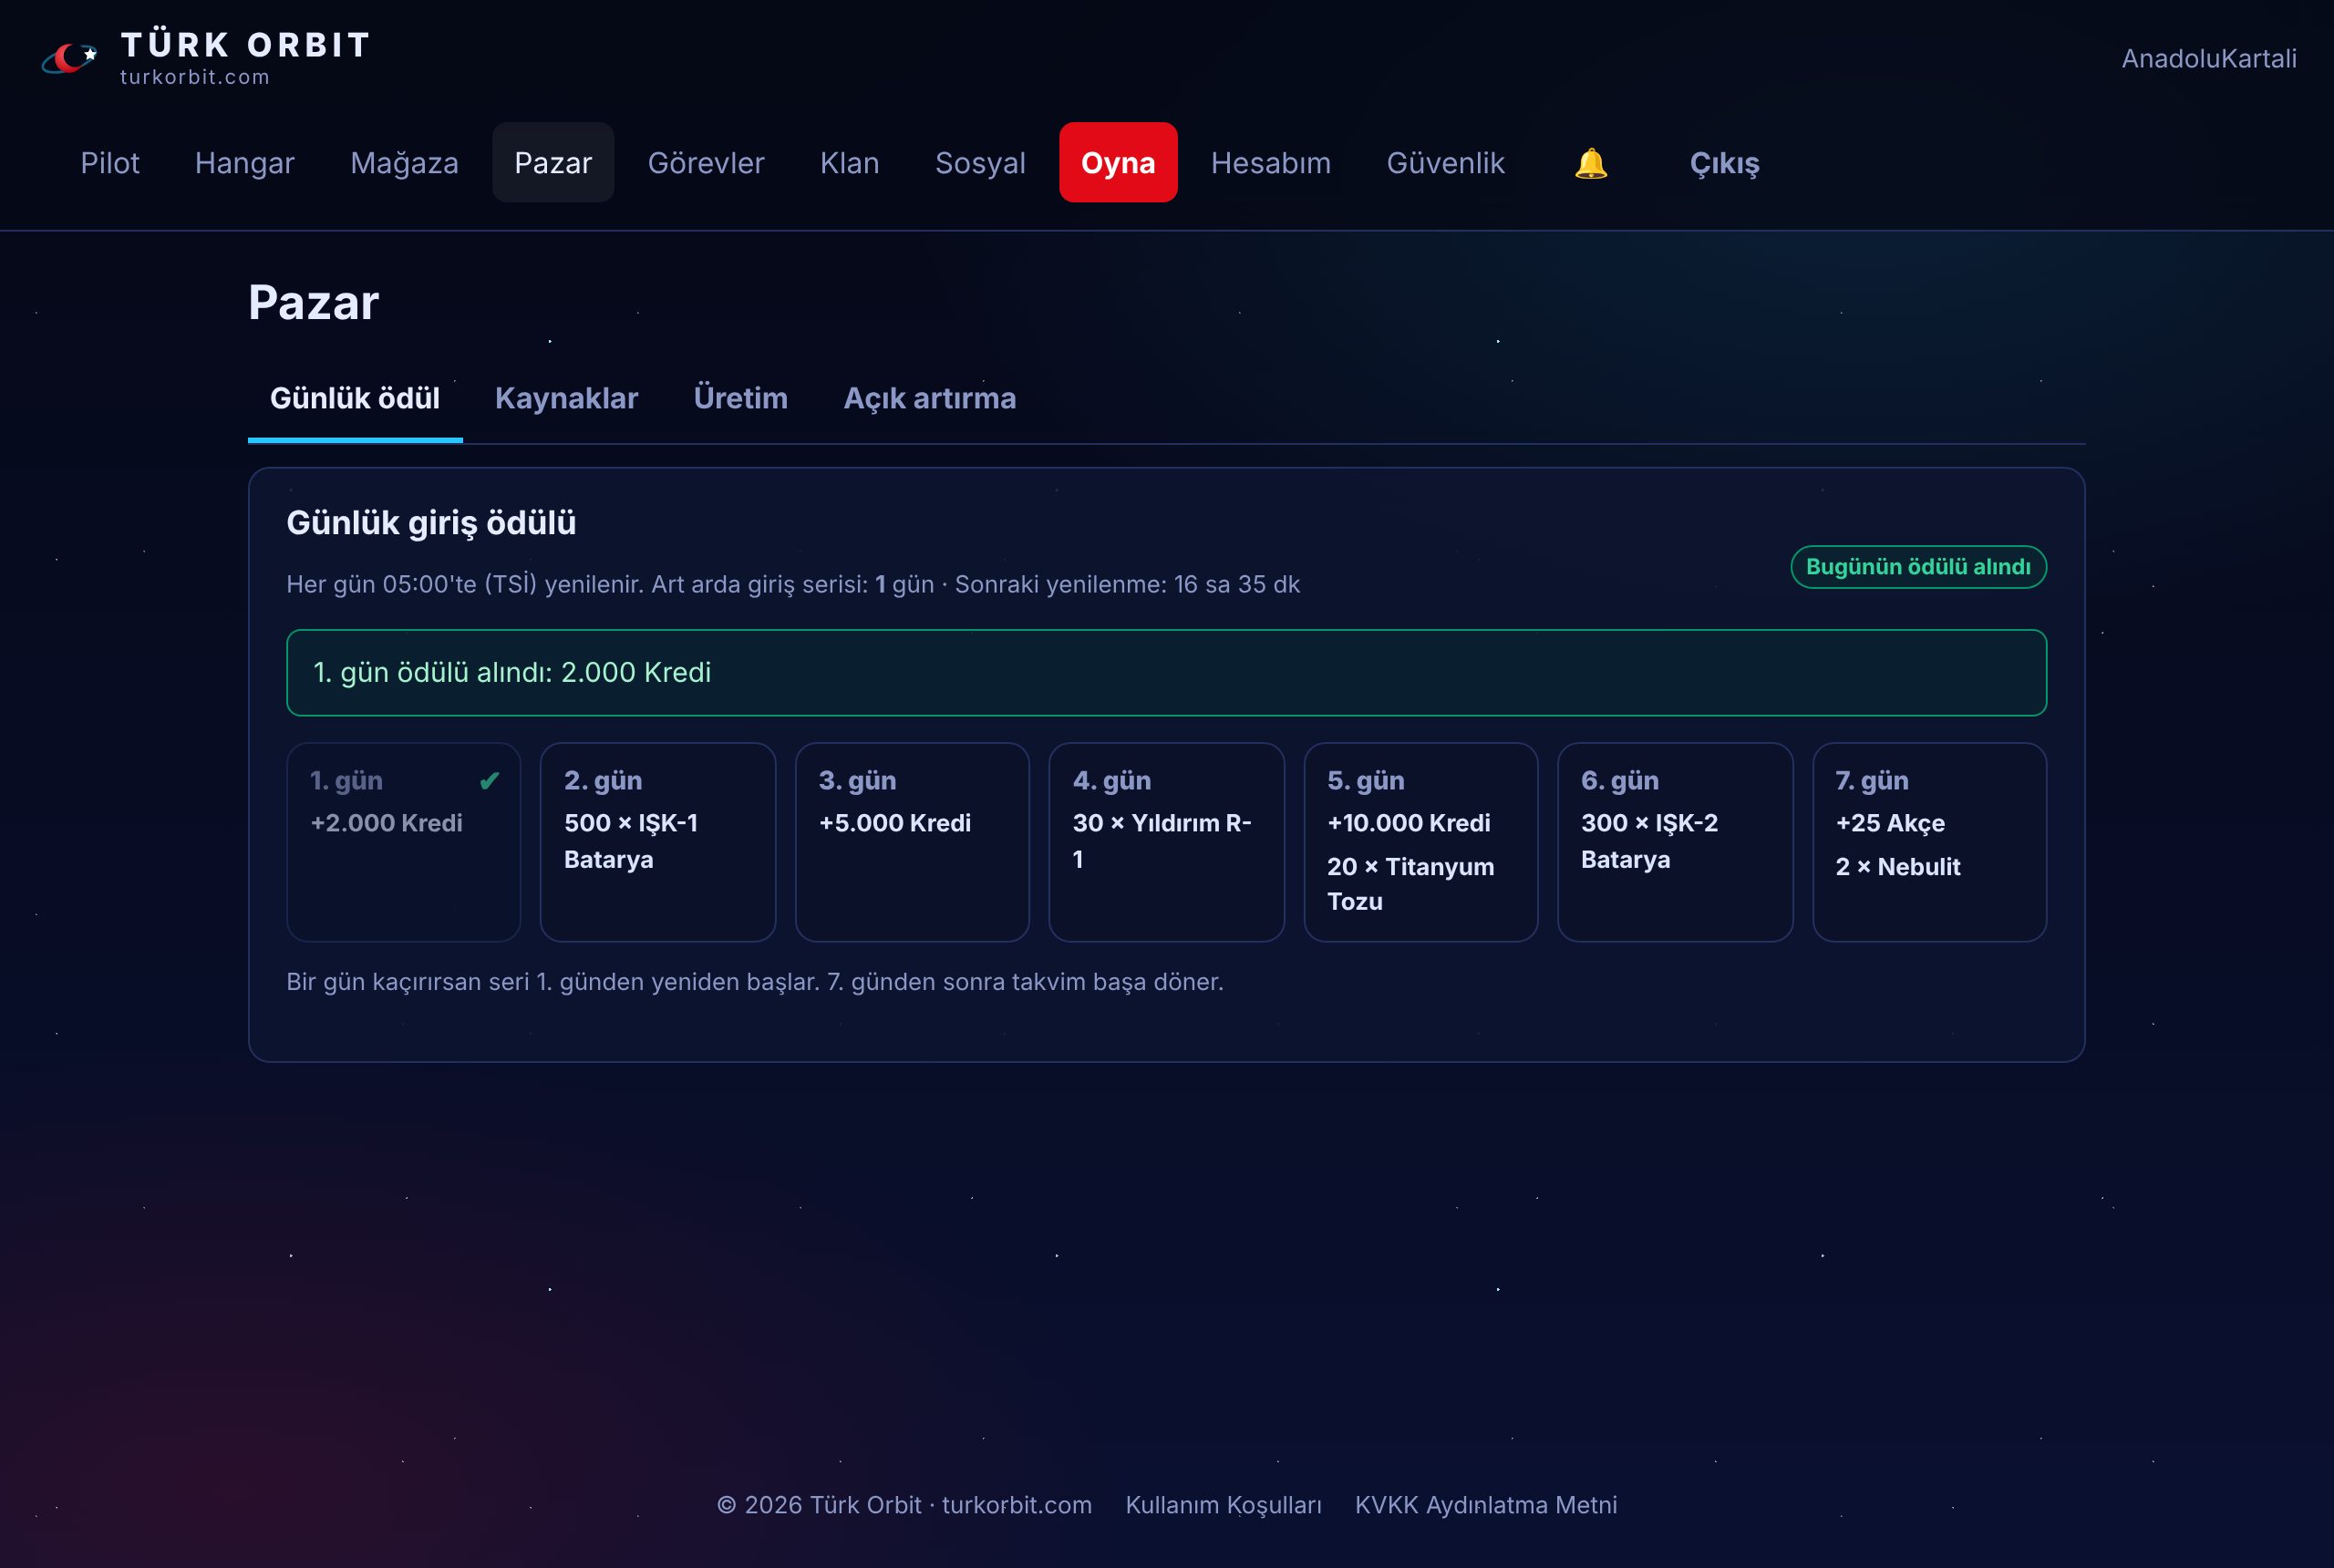 TÜRK ORBIT
turkorbit.com
AnadoluKartali
Pilot Hangar Mağaza Pazar Görevler Klan Sosyal Oyna Hesabım Güvenlik 🔔 Çıkış
Pazar
Günlük ödül Kaynaklar Üretim Açık artırma
Günlük giriş ödülü
Her gün 05:00'te (TSİ) yenilenir. Art arda giriş serisi: 1 gün · Sonraki yenilenme: 16 sa 35 dk
Bugünün ödülü alındı
1. gün ödülü alındı: 2.000 Kredi
1. gün ✔
+2.000 Kredi
2. gün
500 × IŞK-1
Batarya
3. gün
+5.000 Kredi
4. gün
30 × Yıldırım R-
1
5. gün
+10.000 Kredi
20 × Titanyum
Tozu
6. gün
300 × IŞK-2
Batarya
7. gün
+25 Akçe
2 × Nebulit
Bir gün kaçırırsan seri 1. günden yeniden başlar. 7. günden sonra takvim başa döner.
© 2026 Türk Orbit · turkorbit.com Kullanım Koşulları KVKK Aydınlatma Metni